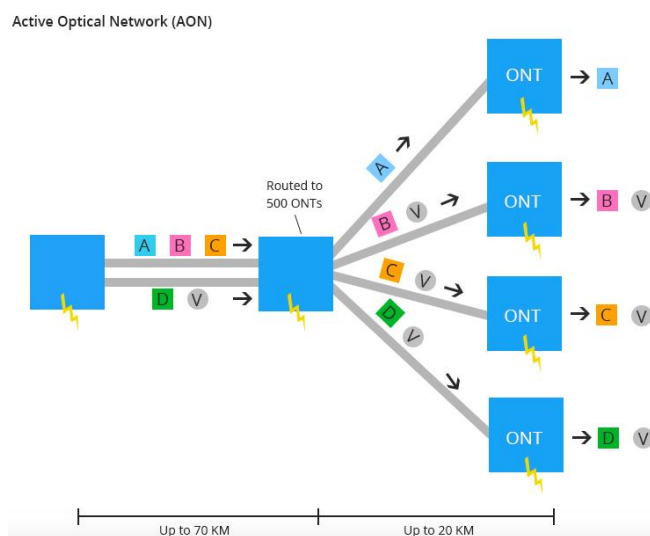 Active Optical Network (AON)
ONT
A
A
Routed to
500 ONTs
ONT
B V
B V
A B C
D V
C V
ONT
C V
D
V
ONT
D V
Up to 70 KM
Up to 20 KM